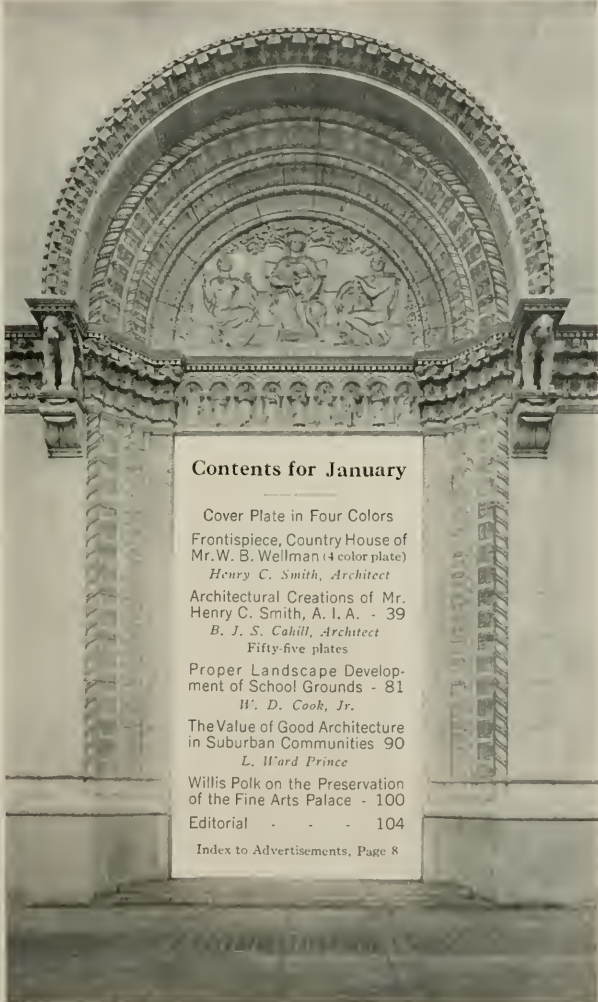 Contents for January
Cover Plate in Four Colors
Frontispiece, Country House of
Mr. W. B. Wellman (4 color plate)
Henry C. Smith, Architect
Architectural Creations of Mr.
Henry C. Smith, A. I. A. - 39
B. J. S. Cahill, Architect
Fifty-five plates
Proper Landscape Develop-
ment of School Grounds - 81
W. D. Cook, Jr.
The Value of Good Architecture
in Suburban Communities 90
L. Ward Prince
Willis Polk on the Preservation
of the Fine Arts Palace - 100
Editorial - - - 104
Index to Advertisements, Page 8